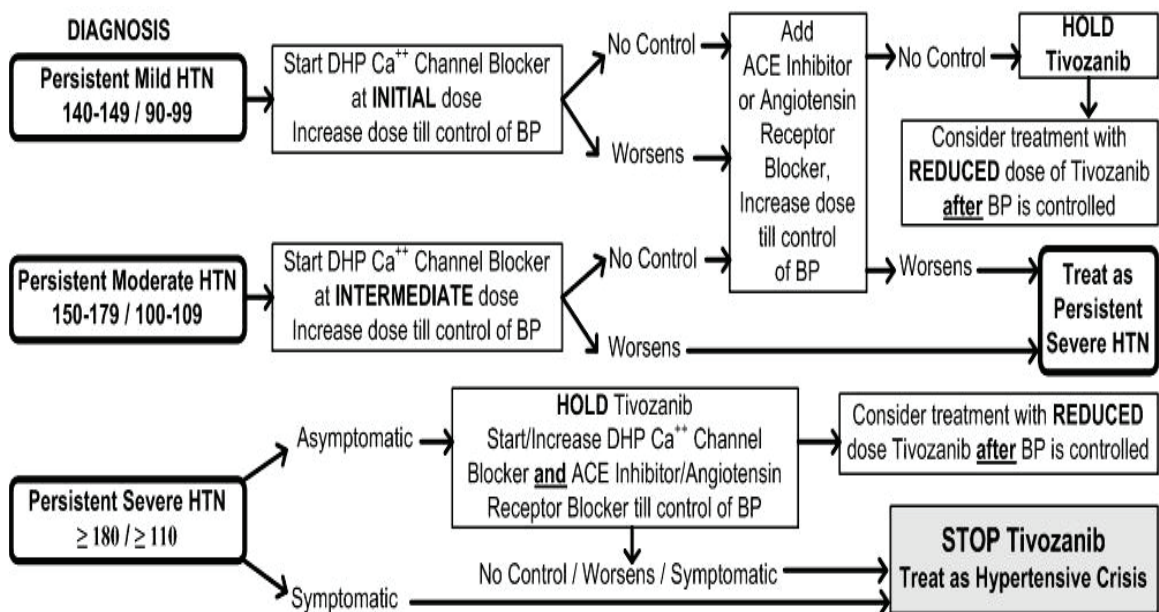 DIAGNOSIS
Persistent Mild HTN
140-149 / 90-99
Start DHP Ca++ Channel Blocker
at INITIAL dose
Increase dose till control of BP
No Control
Worsens
Add
ACE Inhibitor
or Angiotensin
Receptor
Blocker,
Increase dose
till control
of BP
No Control
HOLD
Tivozanib
Consider treatment with
REDUCED dose of Tivozanib
after BP is controlled
Persistent Moderate HTN
150-179 / 100-109
Start DHP Ca++ Channel Blocker
at INTERMEDIATE dose
Increase dose till control of BP
No Control
Worsens
Worsens
Treat as
Persistent
Severe HTN
Persistent Severe HTN
≥ 180 / ≥ 110
Asymptomatic
HOLD Tivozanib
Start/Increase DHP Ca++ Channel
Blocker and ACE Inhibitor/Angiotensin
Receptor Blocker till control of BP
Consider treatment with REDUCED
dose Tivozanib after BP is controlled
No Control / Worsens / Symptomatic
Symptomatic
STOP Tivozanib
Treat as Hypertensive Crisis